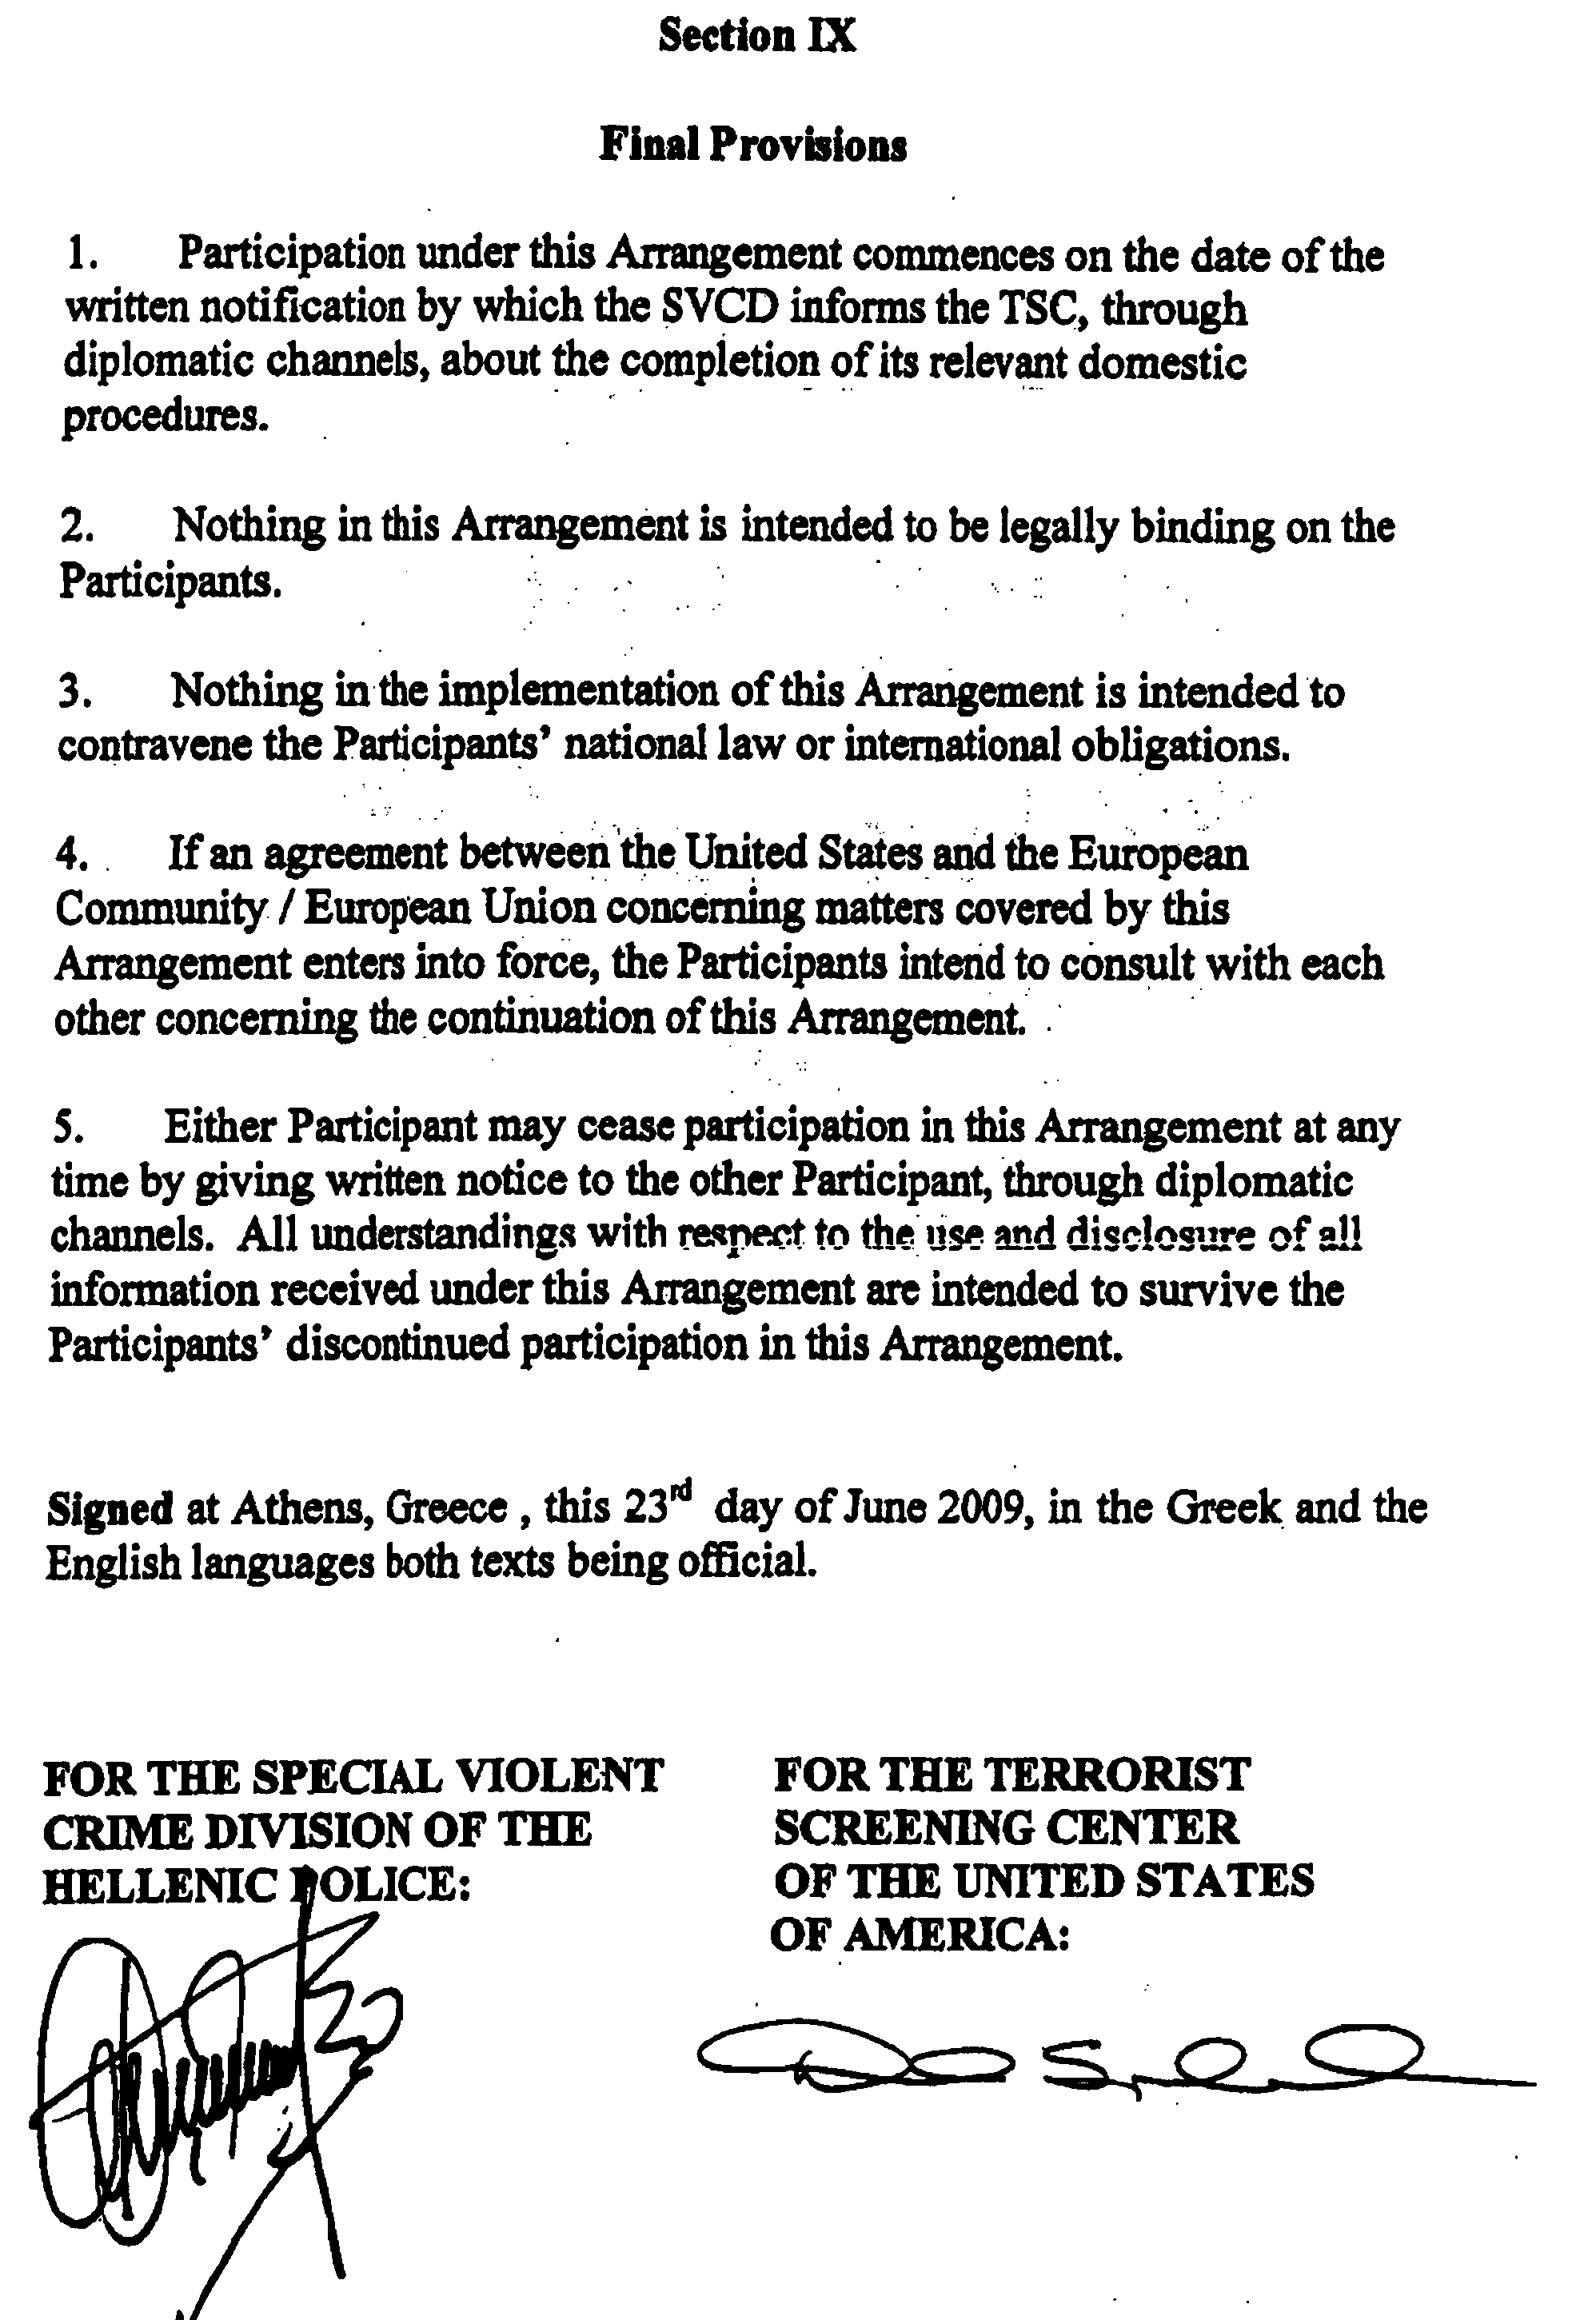 Section IX
Final Provisions
1. Participation under this Arrangement commences on the date of the
written notification by which the SVCD informs the TSC, through
diplomatic channels, about the completion of its relevant domestic
procedures.
2. Nothing in this Arrangement is intended to be legally binding on the
Participants.
3. Nothing in the implementation of this Arrangement is intended to
contravene the Participants' national law or international obligations.
4. If an agreement between the United States and the European
Community / European Union concerning matters covered by this
Arrangement enters into force, the Participants intend to consult with each
other concerning the continuation of this Arrangement.
5. Either Participant may cease participation in this Arrangement at any
time by giving written notice to the other Participant, through diplomatic
channels. All understandings with respect to the use and disclosure of all
information received under this Arrangement are intended to survive the
Participants' discontinued participation in this Arrangement.
Signed at Athens, Greece , this 23rd day of June 2009, in the Greek and the
English languages both texts being official.
FOR THE SPECIAL VIOLENT
CRIME DIVISION OF THE
HELLENIC POLICE:
FOR THE TERRORIST
SCREENING CENTER
OF THE UNITED STATES
OF AMERICA: